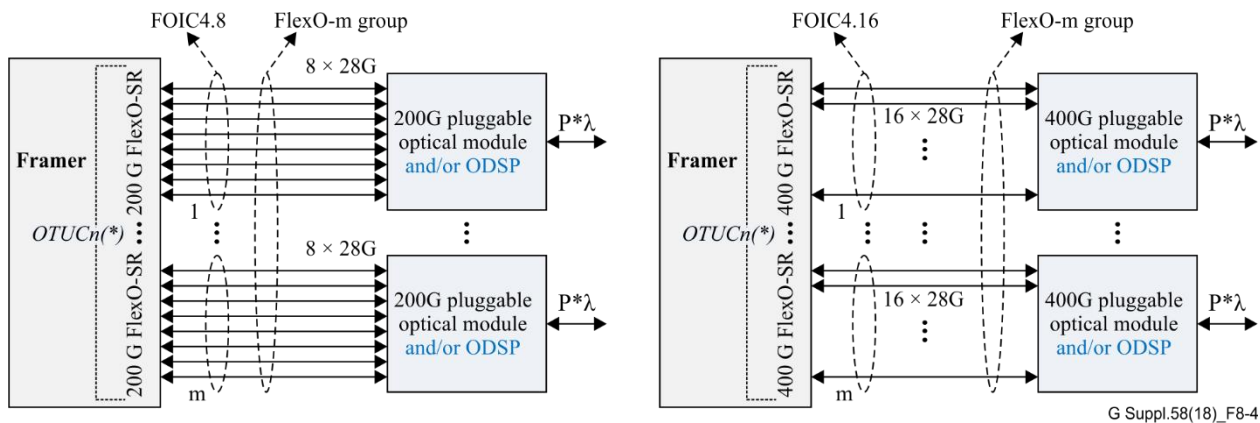 FOIC4.8
FlexO-m group
8 × 28G
200 G FlexO-SR
200G pluggable
optical module
and/or ODSP
P*λ
Framer
1
OTUCn(*)
8 × 28G
200 G FlexO-SR
200G pluggable
optical module
and/or ODSP
P*λ
m
FOIC4.16
FlexO-m group
400 G FlexO-SR
16 × 28G
400G pluggable
optical module
and/or ODSP
P*λ
Framer
1
OTUCn(*)
400 G FlexO-SR
16 × 28G
400G pluggable
optical module
and/or ODSP
P*λ
m
G Suppl.58(18)_F8-4